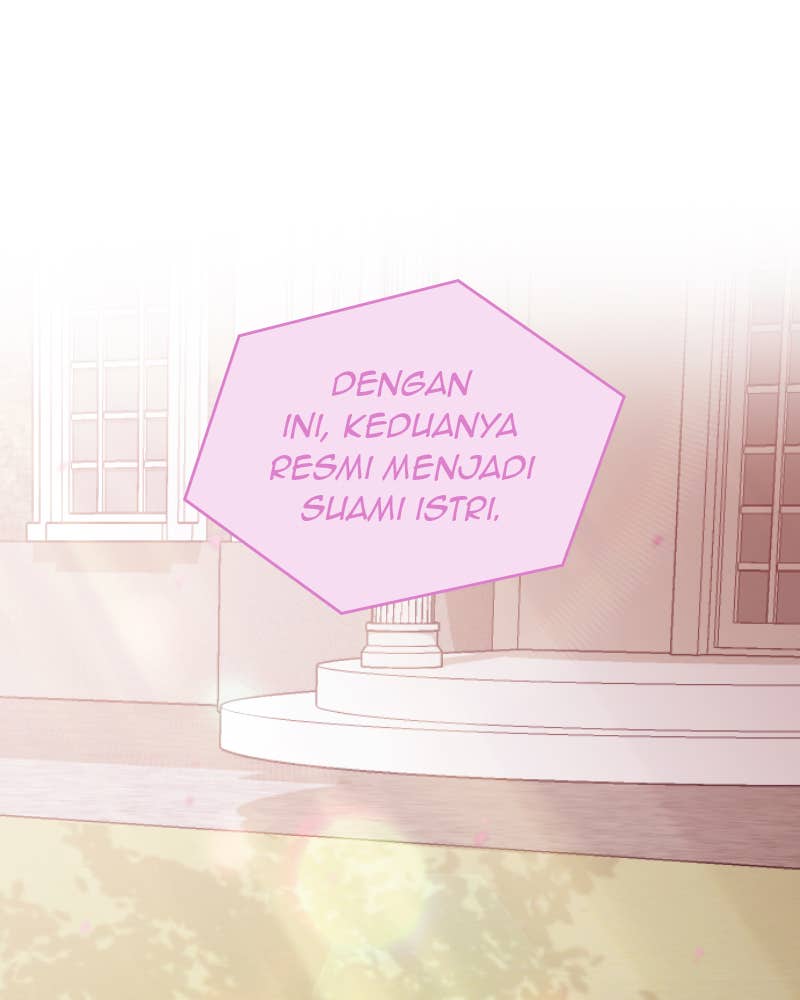 DENGAN
INI, KEDUANYA
RESMI MENJADI
SUAMI ISTRI.